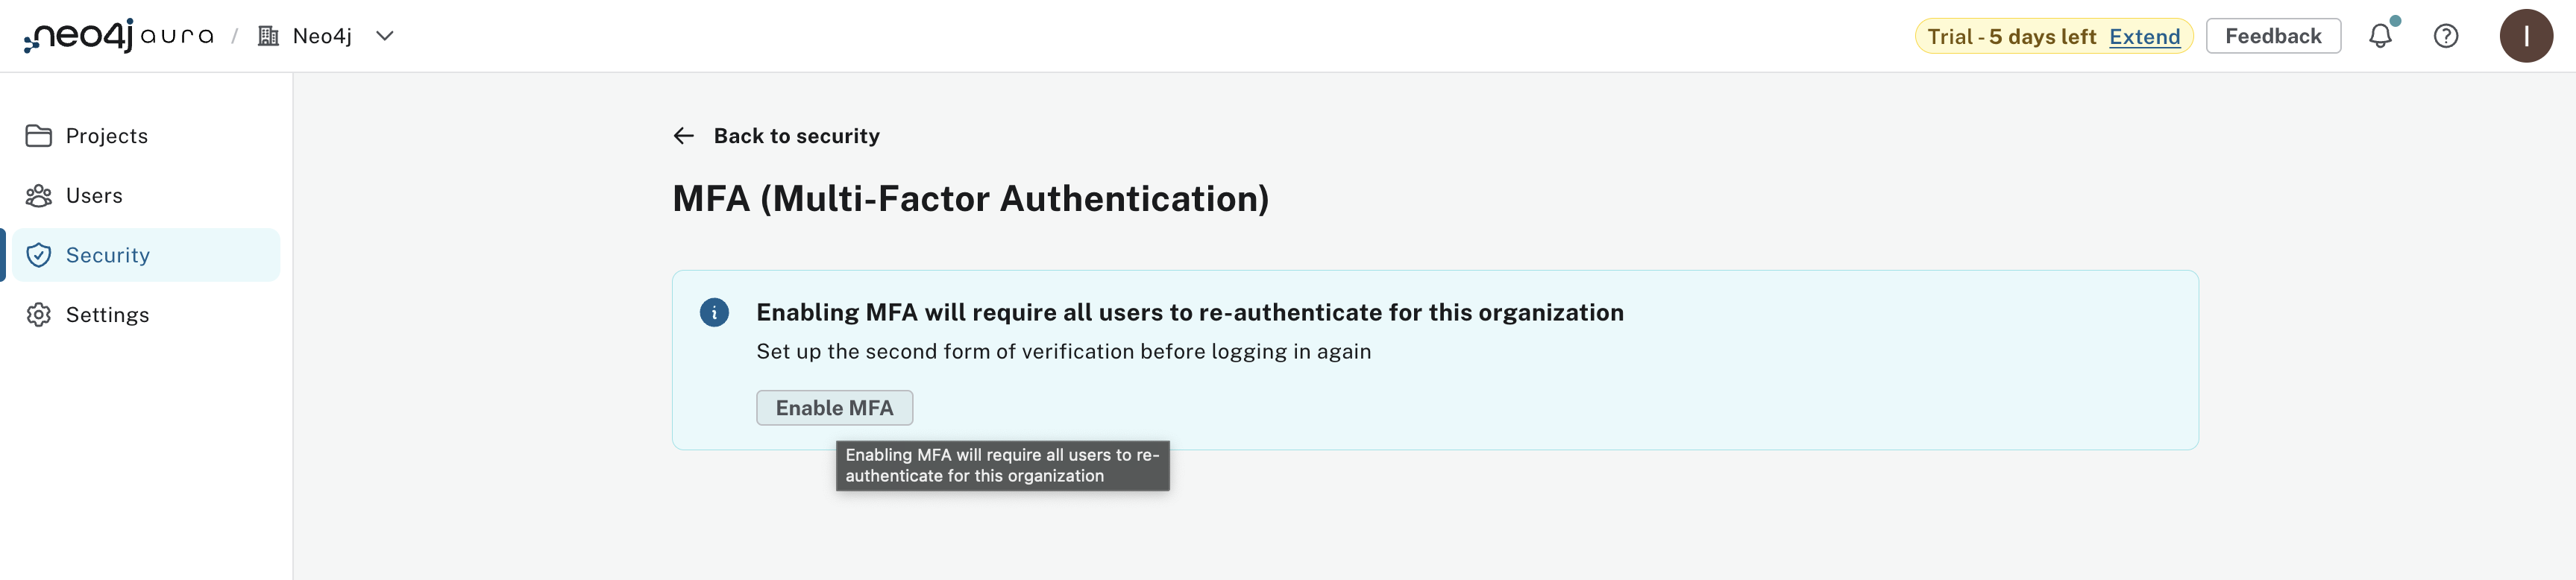 neo4j aura / Neo4j
Trial - 5 days left Extend
Feedback
I
Projects
Users
Security
Settings
Back to security
MFA (Multi-Factor Authentication)
Enabling MFA will require all users to re-authenticate for this organization
Set up the second form of verification before logging in again
Enable MFA
Enabling MFA will require all users to re-
authenticate for this organization